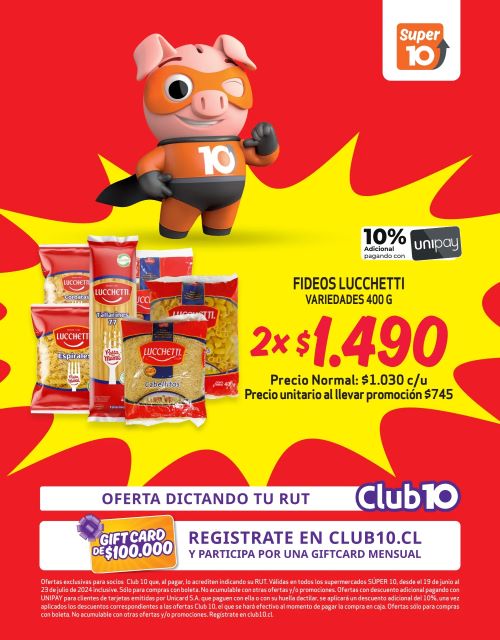 Super
10
10
10%
Adicional
pagando con
unipay
FIDEOS LUCCHETTI
VARIEDADES 400 G
2x $1.490
Precio Normal: $1.030 c/u
Precio unitario al llevar promoción $745
LUCCHETTI
Corbatas
LUCCHETTI
Tallarines
77
Pasta
Mamá
LUCCHETTI
Espirales
LUCCHETTI
LUCCHETTI
Cabellitos
OFERTA DICTANDO TU RUT
Club10
GIFT CARD
DE $100.000
REGISTRATE EN CLUB10.CL
Y PARTICIPA POR UNA GIFTCARD MENSUAL
Ofertas exclusivas para socios Club 10 que, al pagar, lo acrediten indicando su RUT. Válidas en todos los supermercados SÚPER 10, desde el 19 de junio al
23 de julio de 2024 inclusive. Sólo para compras con boleta. No acumulable con otras ofertas y/o promociones. Ofertas con descuento adicional pagando con
UNIPAY para clientes de tarjetas emitidas por Unicard S.A. que paguen con ella o con su huella dactilar, se aplicará un descuento adicional del 10%, una vez
aplicados los descuentos correspondientes a las ofertas Club 10, el que se hará efectivo al momento de pagar la compra en caja. Ofertas sólo para compras
con boleta. No acumulable con otras ofertas y/o promociones. Regístrate en club10.cl.